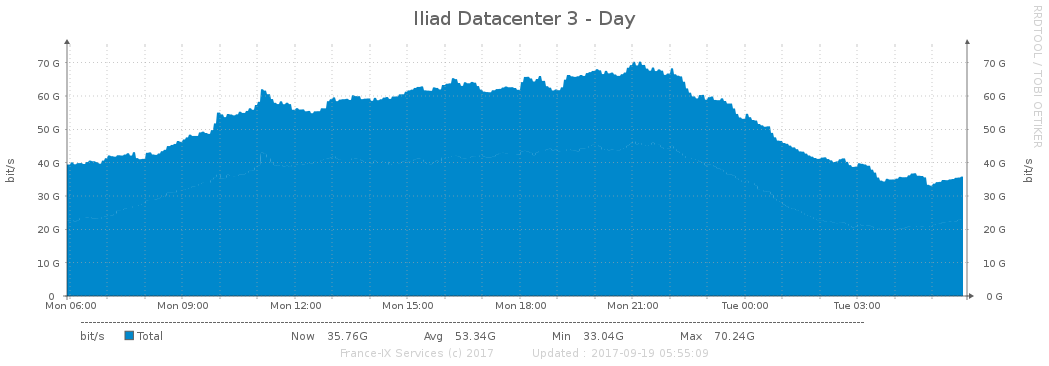 Iliad Datacenter 3 - Day
RRDTOOL / TOBI OETIKER
bit/s
bit/s
70 G 70 G
60 G 60 G
50 G 50 G
40 G 40 G
30 G 30 G
20 G 20 G
10 G 10 G
0 0 G
Mon 06:00 Mon 09:00 Mon 12:00 Mon 15:00 Mon 18:00 Mon 21:00 Tue 00:00 Tue 03:00
bit/s Total Now 35.76G Avg 53.34G Min 33.04G Max 70.24G
France-IX Services (c) 2017 Updated : 2017-09-19 05:55:09